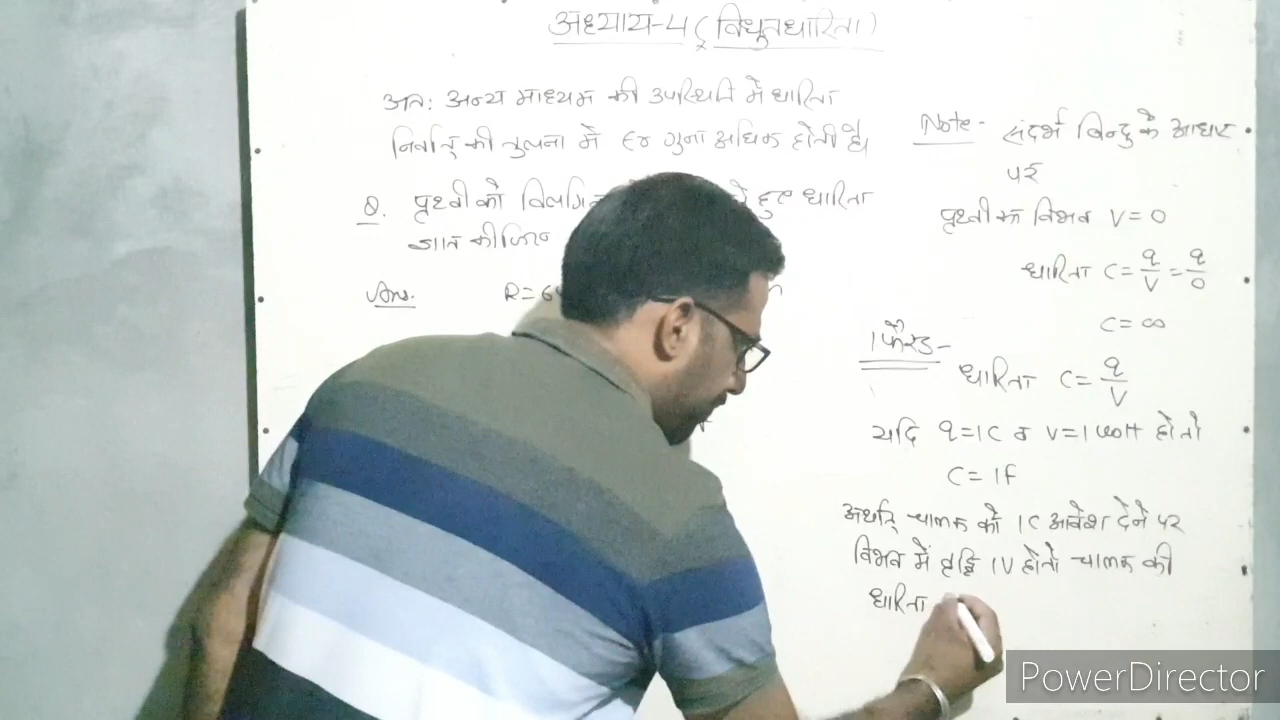 अध्याय-4 ( विधुतधारिता )
अतः अन्य माध्यम की उपस्थिति में धारिता
निर्वात् की तुलना में εr गुना अधिक होती है।
Q. पृथ्वी को हुए धारिता
ज्ञात कीजिए
Ans. R=6
Note- संदर्भ बिन्दु के आधार
पर
पृथ्वी का विभव V=0
धारिता C= q/V = q/0
C=∞
1 फैरड-
धारिता C= q/V
यदि q=1C व V=1 volt हो तो
C= 1F
अर्थात् चालक को 1C आवेश देने पर
विभव में वृद्धि 1V हो तो चालक की
धारिता
PowerDirector